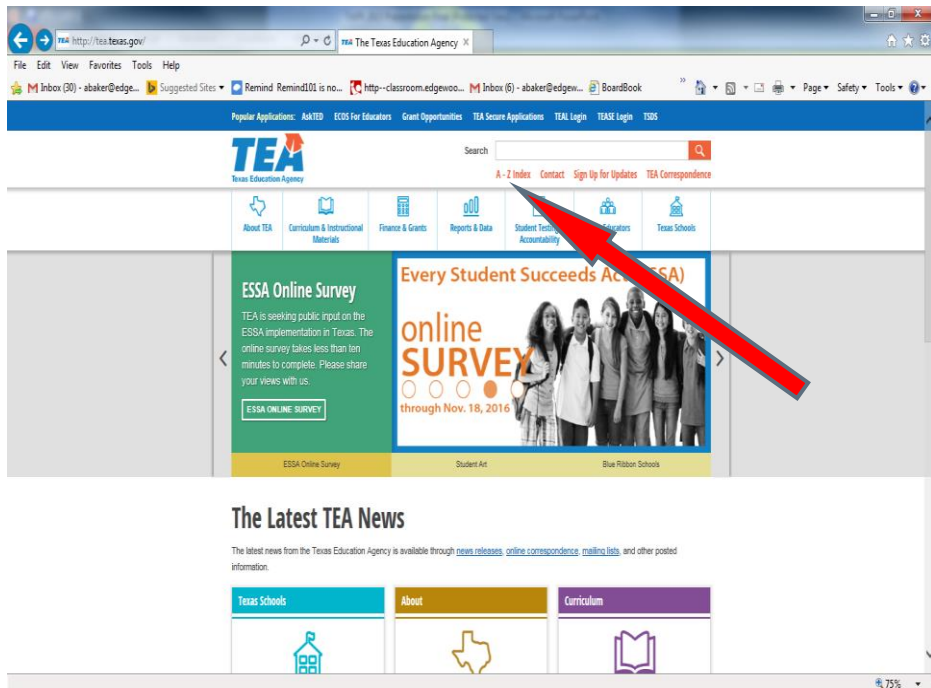 http://tea.texas.gov/
TEA The Texas Education Agency
File Edit View Favorites Tools Help
Inbox (30) - abaker@edge... Suggested Sites Remind Remind101 is no... http--classroom.edgewoo... Inbox (6) - abaker@edgew... BoardBook Page Safety Tools
Popular Applications: AskTED ECOS For Educators Grant Opportunities TEA Secure Applications TEAL Login TEASE Login TSDS
TEA
Texas Education Agency
Search
A - Z Index Contact Sign Up for Updates TEA Correspondence
About TEA Curriculum & Instructional Finance & Grants Reports & Data Student Testing Educators Texas Schools
Materials Accountability
Every Student Succeeds Act ESSA)
ESSA Online Survey
TEA is seeking public input on the
ESSA implementation in Texas. The
online survey takes less than ten
minutes to complete. Please share
your views with us.
ESSA ONLINE SURVEY
online
SURVEY
through Nov. 18, 2016
ESSA Online Survey Student Art Blue Ribbon Schools
The Latest TEA News
The latest news from the Texas Education Agency is available through news releases, online correspondence, mailing lists, and other posted
information.
Texas Schools About Curriculum
75%